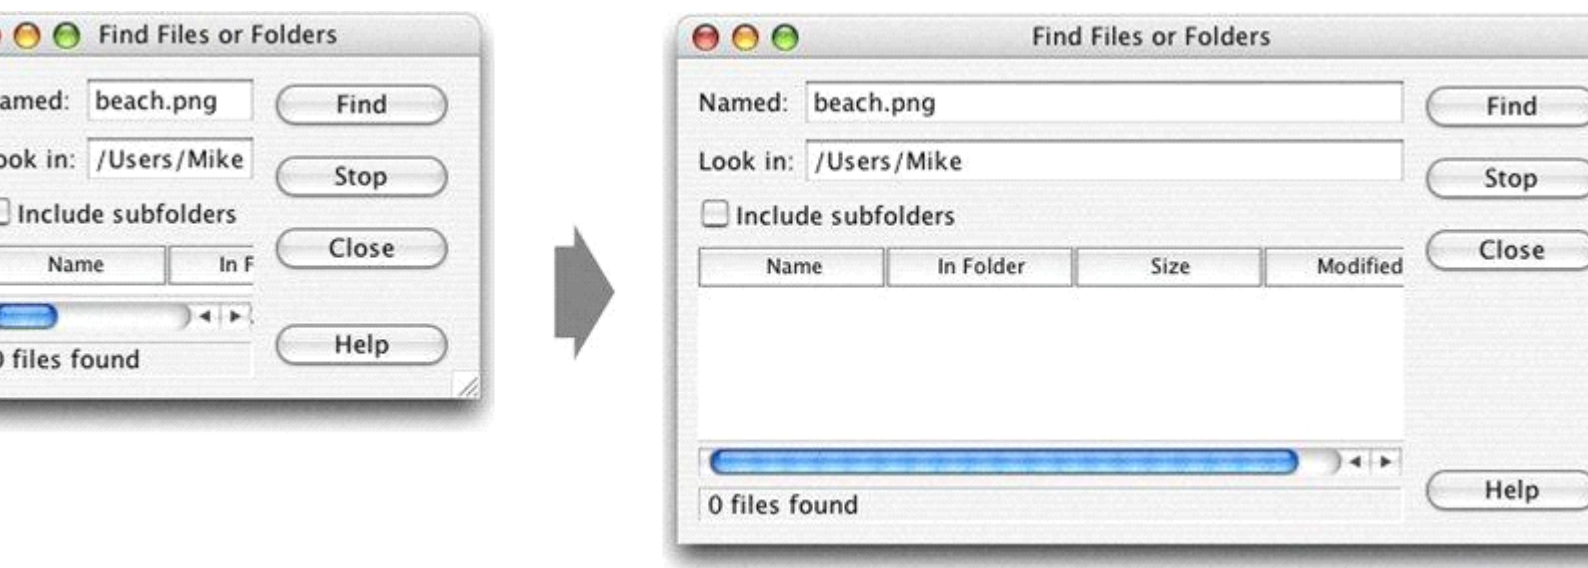 Find Files or Folders
amed: beach.png Find
ook in: /Users/Mike Stop
Include subfolders
Close
Name In F
0 files found
Help
Find Files or Folders
Named: beach.png Find
Look in: /Users/Mike Stop
Include subfolders
Close
Name In Folder Size Modified
0 files found
Help